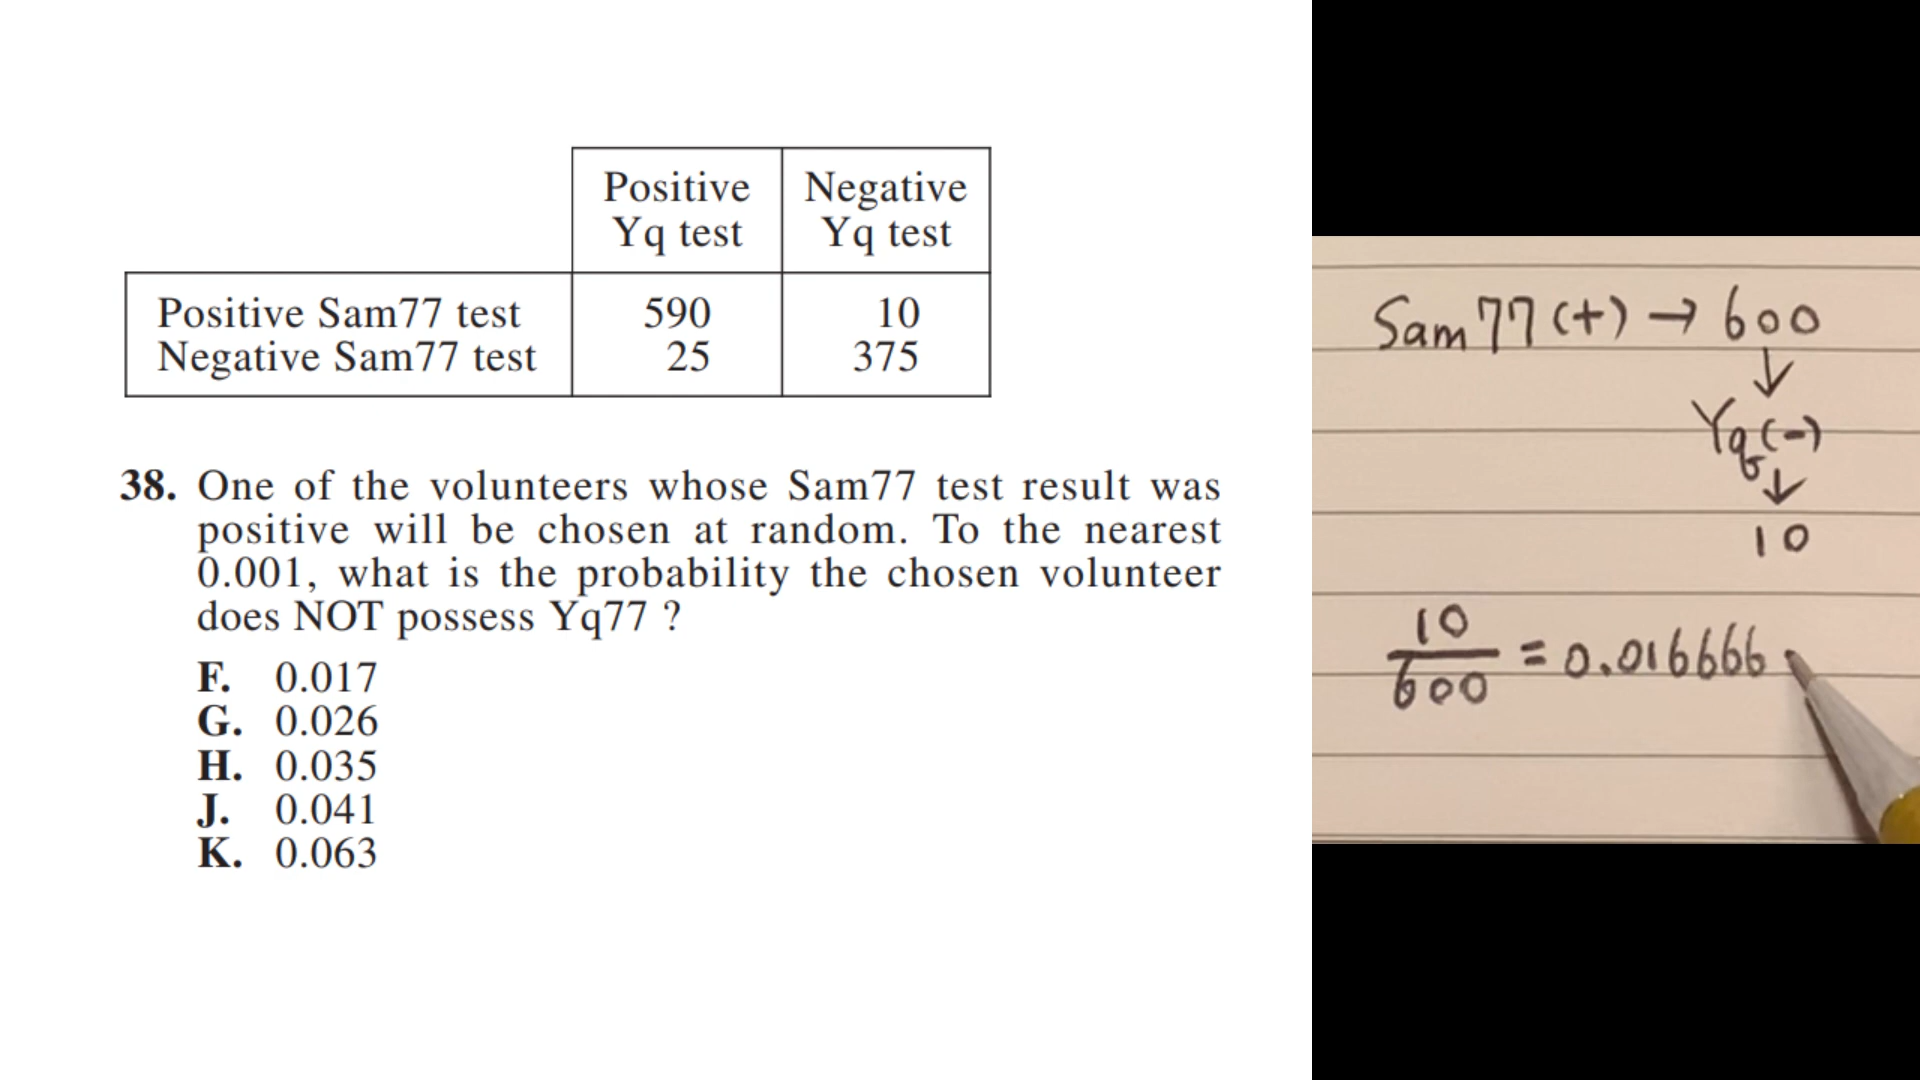 Positive Negative
Yq test Yq test
Positive Sam77 test 590 10
Negative Sam77 test 25 375
38. One of the volunteers whose Sam77 test result was
positive will be chosen at random. To the nearest
0.001, what is the probability the chosen volunteer
does NOT possess Yq77 ?
F. 0.017
G. 0.026
H. 0.035
J. 0.041
K. 0.063
Sam77 (+) → 600
↓
Yq (-)
↓
10
10
600
= 0.016666.